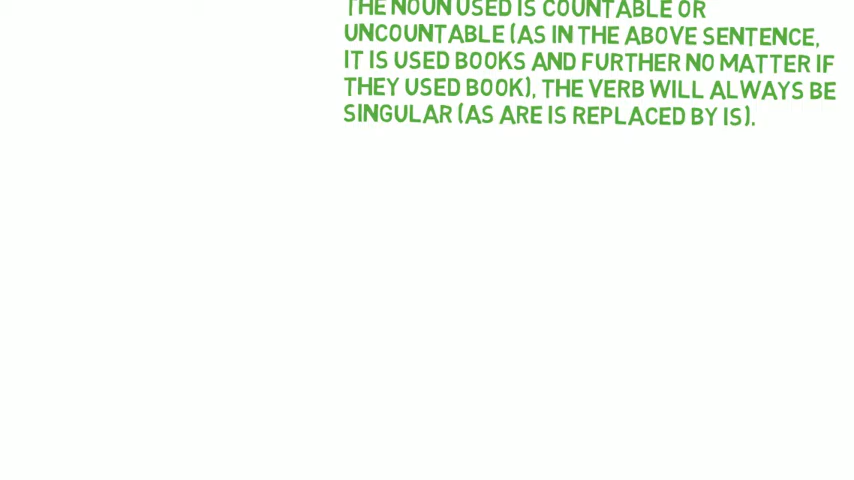 THE NOUN USED IS COUNTABLE OR
UNCOUNTABLE (AS IN THE ABOVE SENTENCE,
IT IS USED BOOKS AND FURTHER NO MATTER IF
THEY USED BOOK), THE VERB WILL ALWAYS BE
SINGULAR (AS ARE IS REPLACED BY IS).